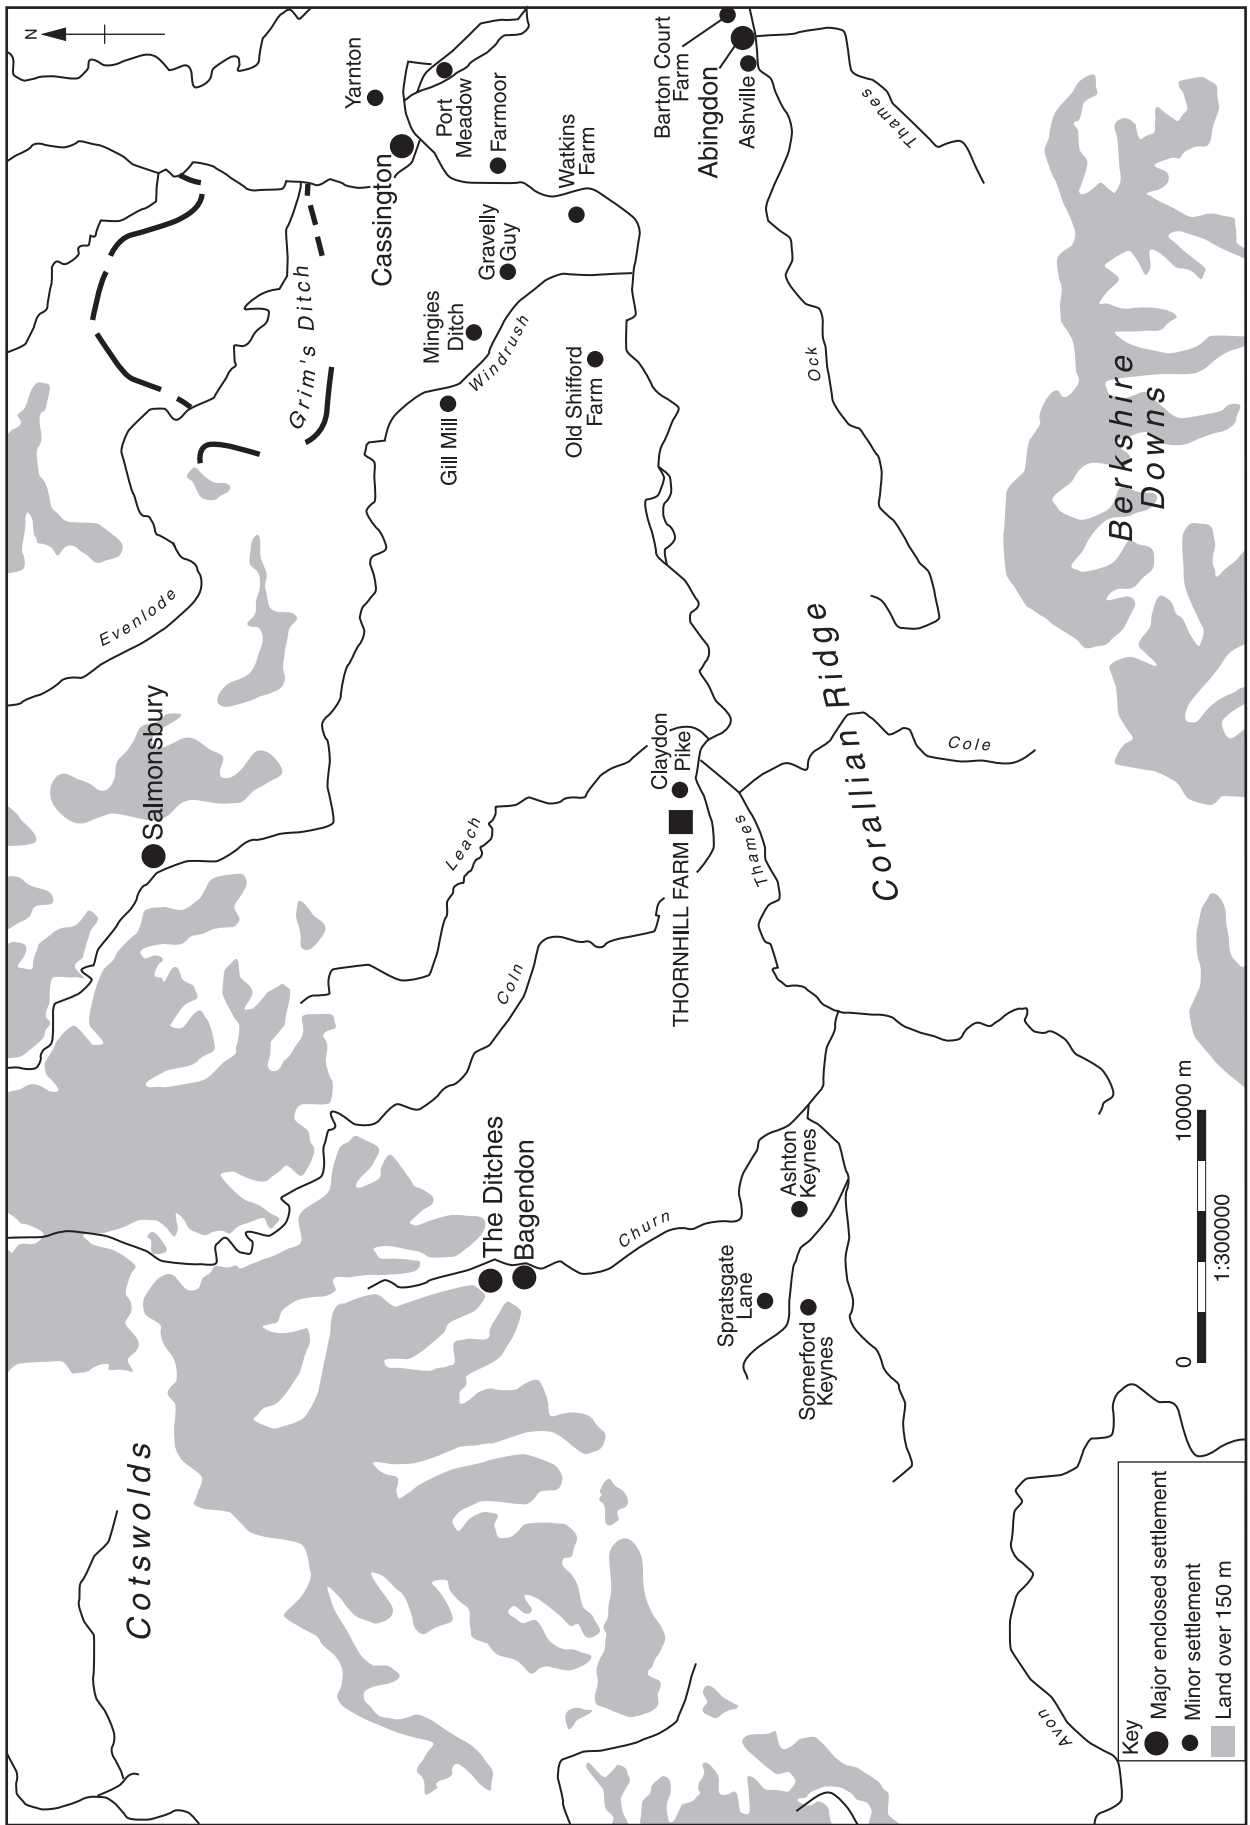 N
Cotswolds
Salmonsbury
Evenlode
Grim's Ditch
Yarnton
Cassington
Port
Meadow
Farmoor
Watkins
Farm
Gravelly
Guy
Mingies
Ditch
Windrush
Gill Mill
Old Shifford
Farm
Barton Court
Farm
Abingdon
Ashville
Thames
Ock
Berkshire
Downs
Corallian Ridge
Cole
Claydon
Pike
THORNHILL FARM
Thames
Leach
Coln
The Ditches
Bagendon
Churn
Ashton
Keynes
Spratsgate
Lane
Somerford
Keynes
Avon
0
10000 m
1:300000
Key
Major enclosed settlement
Minor settlement
Land over 150 m